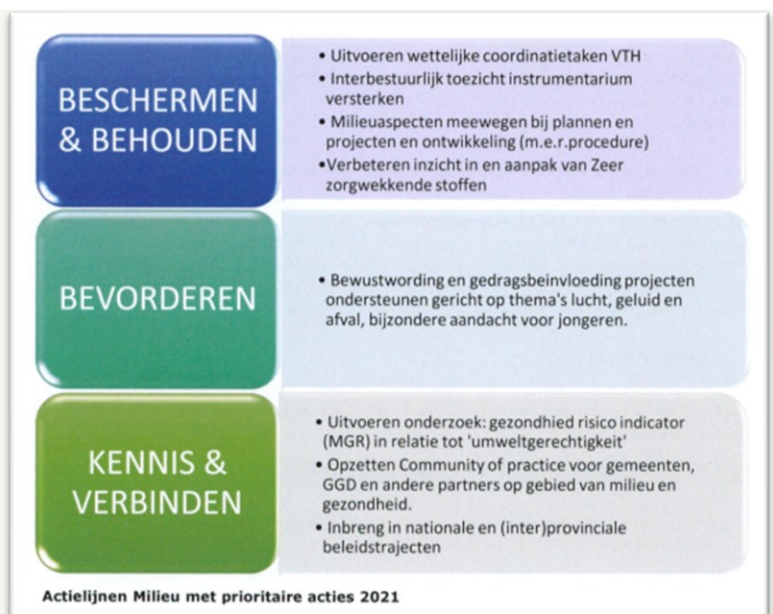 BESCHERMEN
& BEHOUDEN
• Uitvoeren wettelijke coordinatietaken VTH
• Interbestuurlijk toezicht instrumentarium
versterken
• Milieuaspecten meewegen bij plannen en
projecten en ontwikkeling (m.e.r.procedure)
•Verbeteren inzicht in en aanpak van Zeer
zorgwekkende stoffen
BEVORDEREN
• Bewustwording en gedragsbeinvloeding projecten
ondersteunen gericht op thema's lucht, geluid en
afval, bijzondere aandacht voor jongeren.
KENNIS &
VERBINDEN
• Uitvoeren onderzoek: gezondhied risico indicator
(MGR) in relatie tot 'umweltgerechtigkeit'
• Opzetten Community of practice voor gemeenten,
GGD en andere partners op gebied van milieu en
gezondheid.
• Inbreng in nationale en (inter)provinciale
beleidstrajecten
Actielijnen Milieu met prioritaire acties 2021